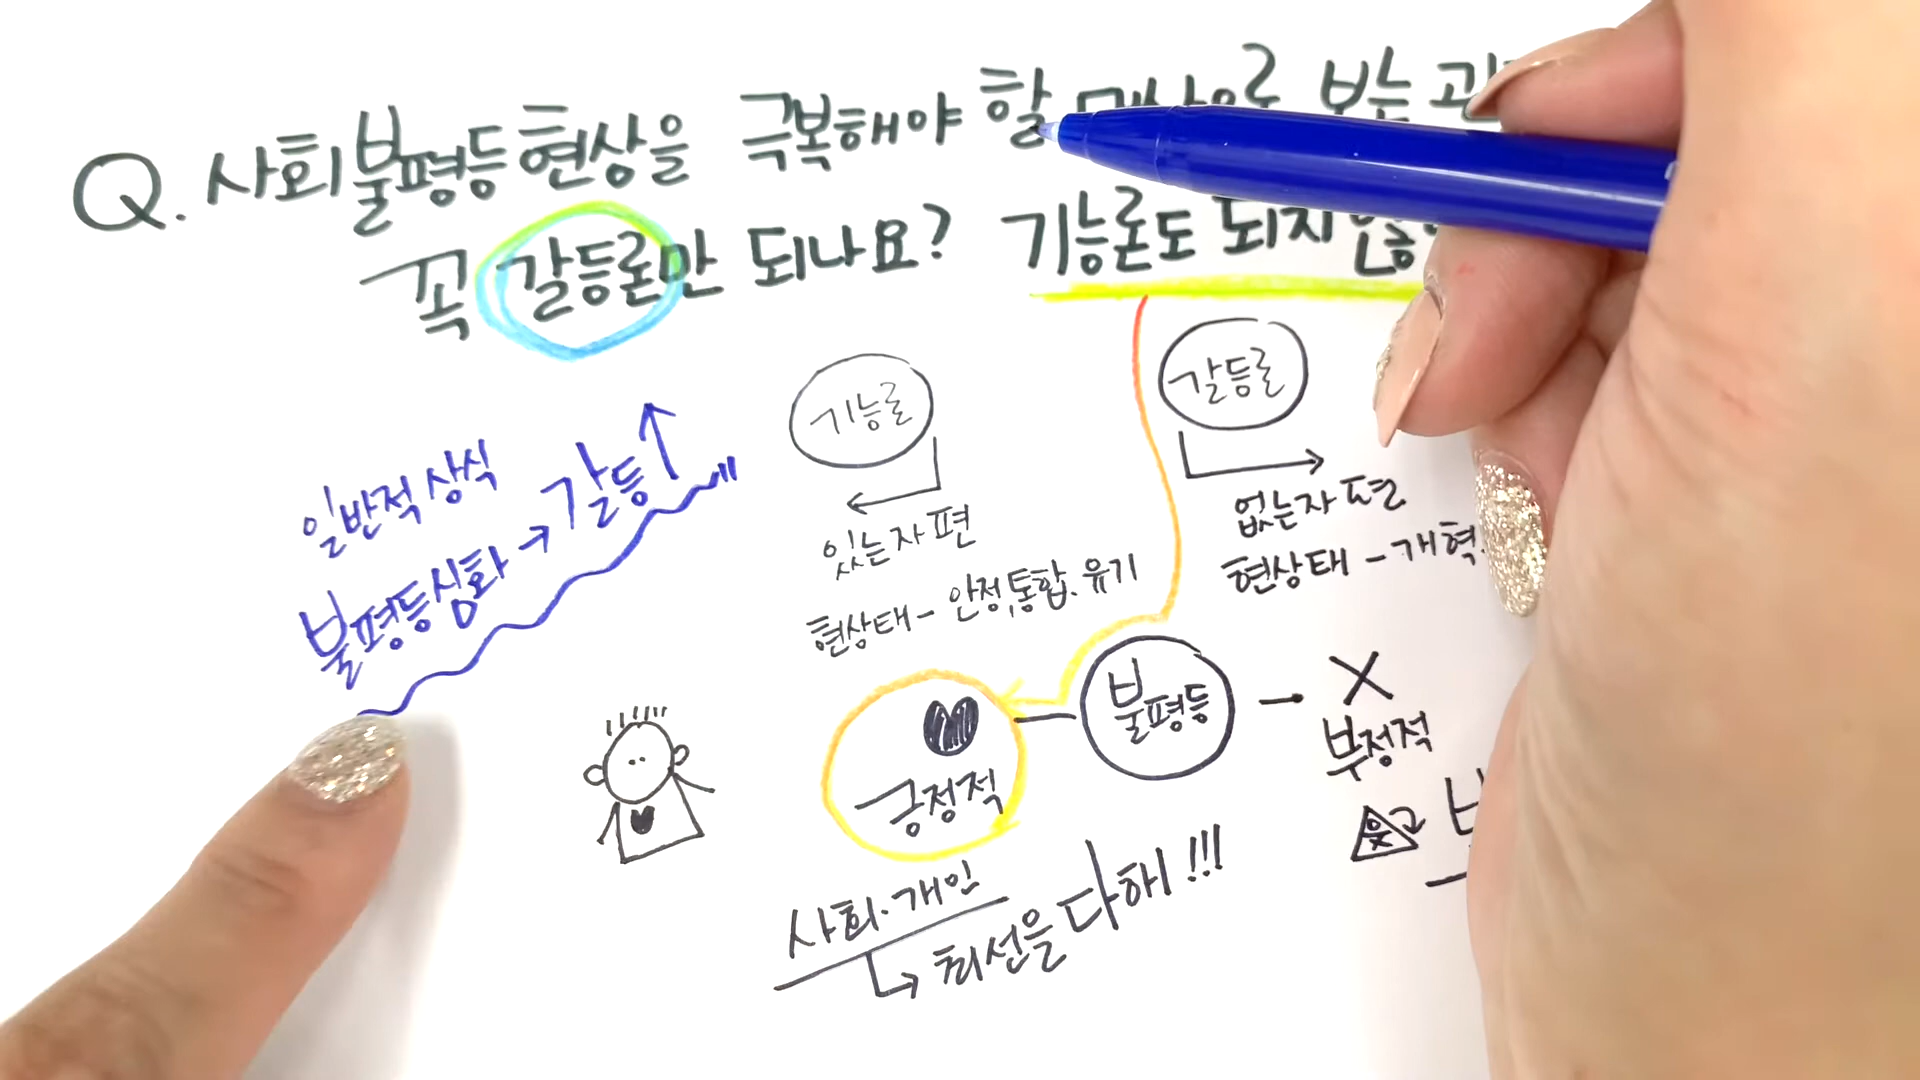 Q. 사회불평등현상을 극복해야 할 보는
꼭 갈등론만 되나요? 기능론도 되지
기능론
갈등론
일반적 상식
불평등심화 → 갈등 ↑
있는자 편
현상태 - 안정, 통합. 유기
없는자 편
현상태 - 개혁
불평등
긍정적
X
부정적
사회·개인
↳ 최선을 다해!!!